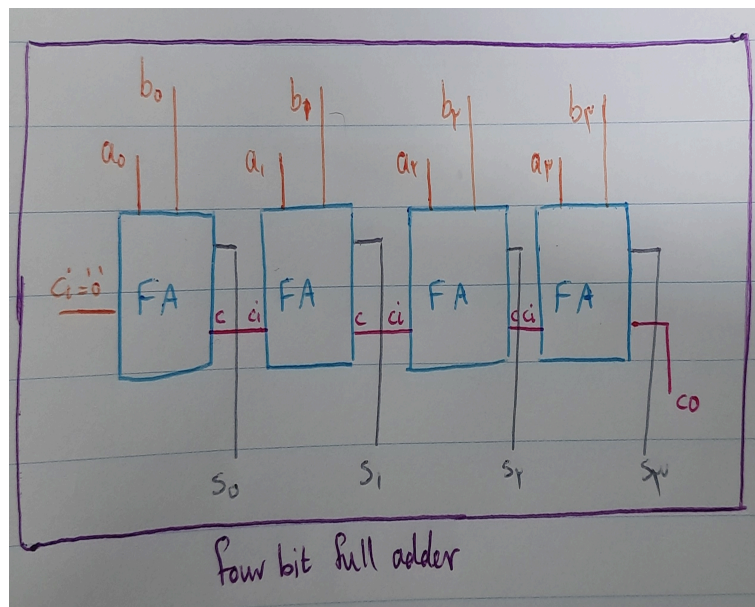 b₀ b₁ b۲ b۳
a₀ a₁ a۲ a۳
Ci="0" FA FA FA FA
c ci c ci c ci
co
S₀ S₁ S۲ S۳
four bit full adder